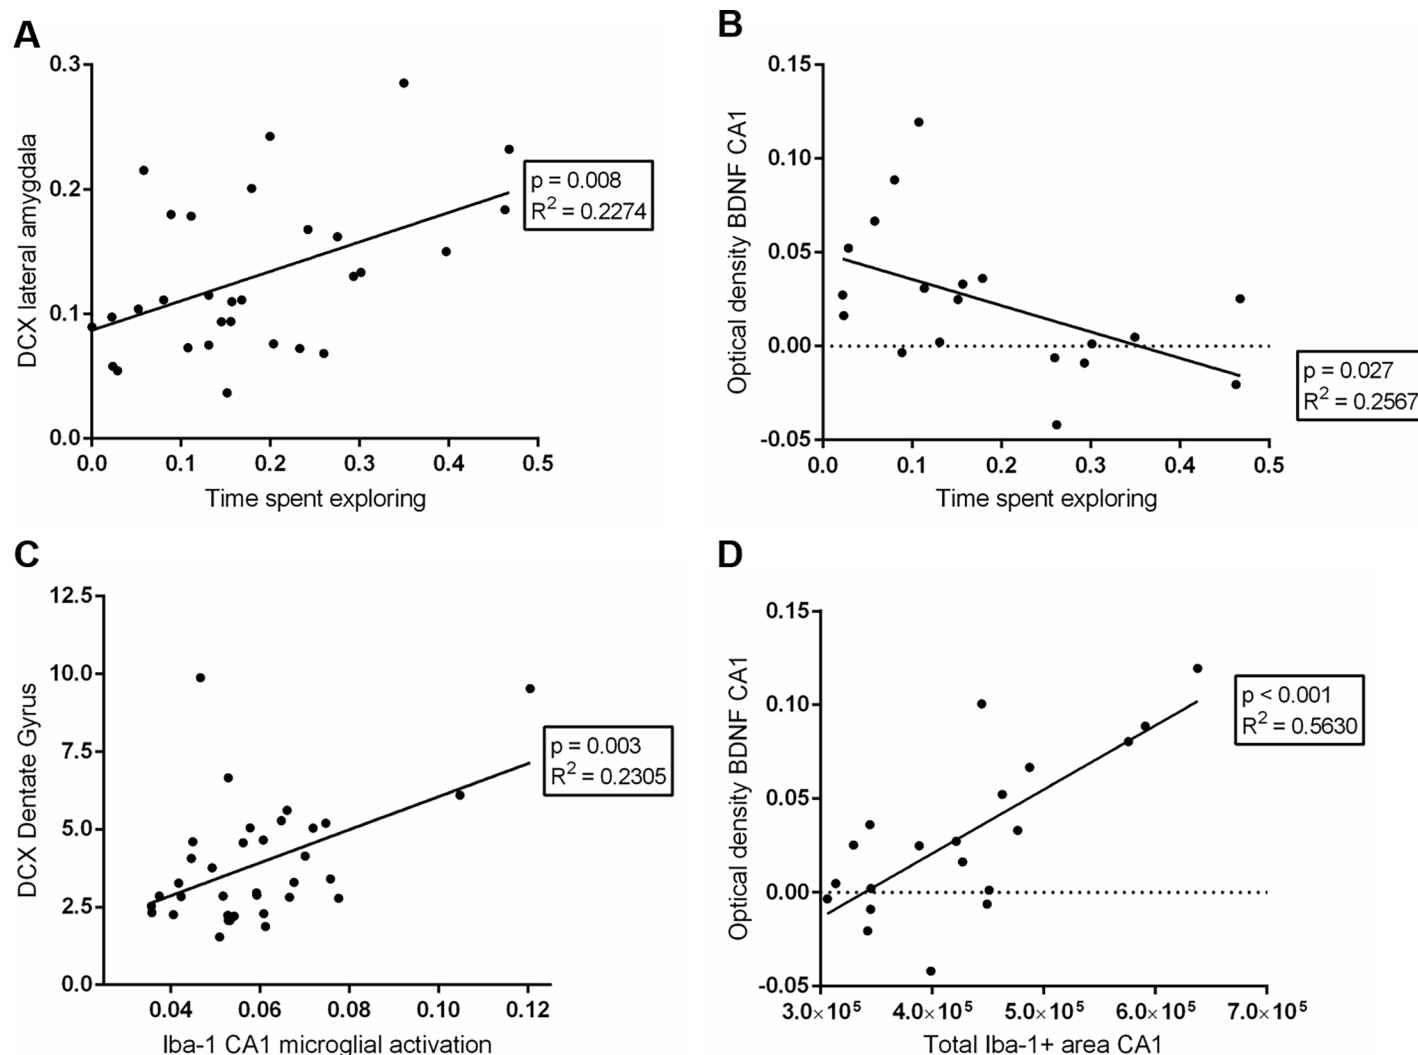 A
0.3
0.2
0.1
0.0
DCX lateral amygdala
p = 0.008
R2 = 0.2274
0.0 0.1 0.2 0.3 0.4 0.5
Time spent exploring
B
0.15
0.10
0.05
0.00
-0.05
Optical density BDNF CA1
p = 0.027
R2 = 0.2567
0.0 0.1 0.2 0.3 0.4 0.5
Time spent exploring
C
12.5
10.0
7.5
5.0
2.5
0.0
DCX Dentate Gyrus
p = 0.003
R2 = 0.2305
0.04 0.06 0.08 0.10 0.12
Iba-1 CA1 microglial activation
D
0.15
0.10
0.05
0.00
-0.05
Optical density BDNF CA1
p < 0.001
R2 = 0.5630
3.0×105 4.0×105 5.0×105 6.0×105 7.0×105
Total Iba-1+ area CA1